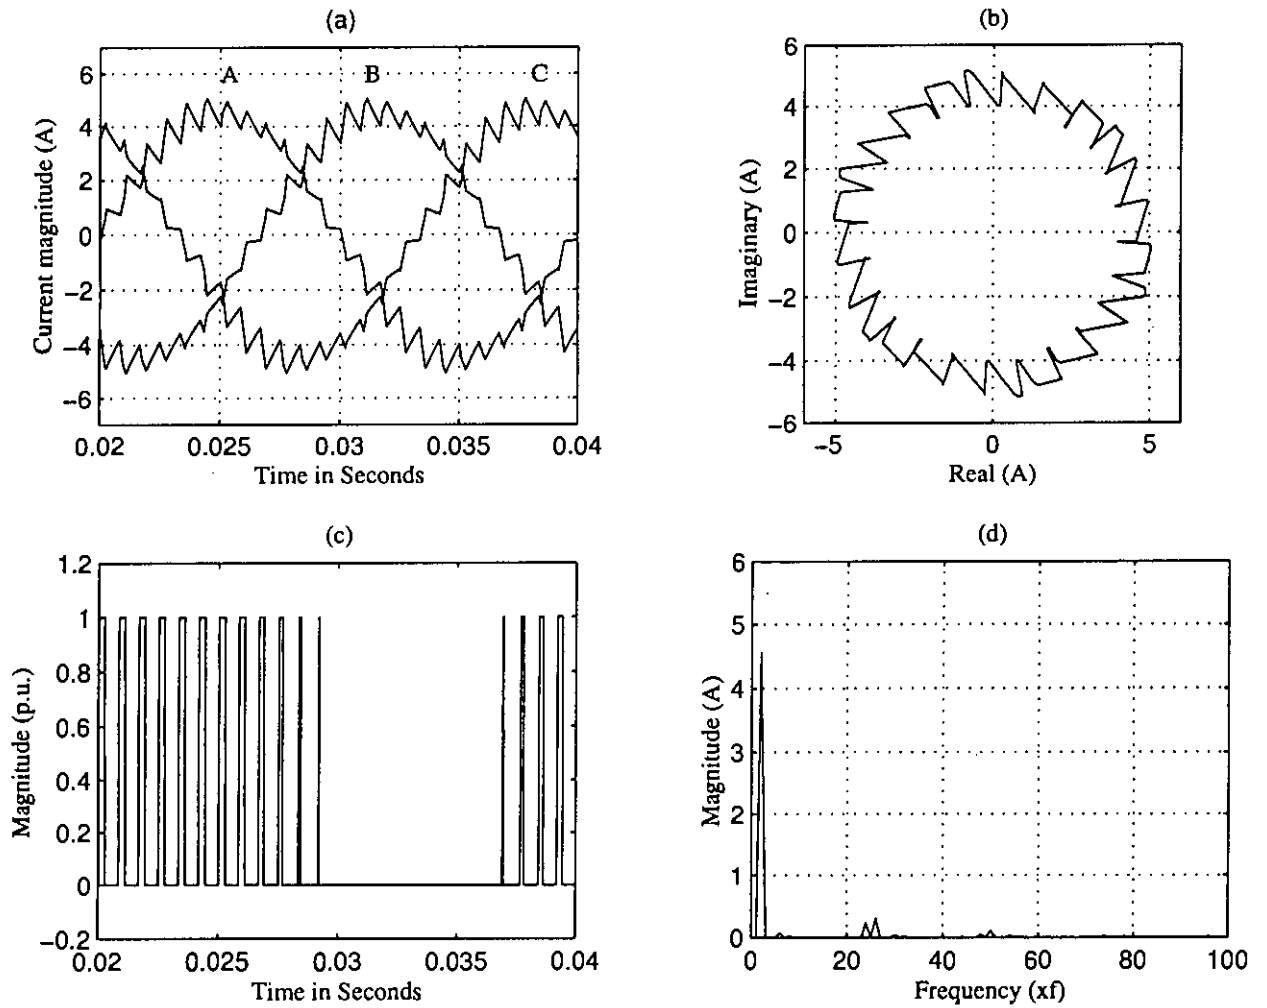 (a)
A B C
Current magnitude (A)
6
4
2
0
−2
−4
−6
0.02 0.025 0.03 0.035 0.04
Time in Seconds
(b)
Imaginary (A)
6
4
2
0
−2
−4
−6
−5 0 5
Real (A)
(c)
Magnitude (p.u.)
1.2
1
0.8
0.6
0.4
0.2
0
−0.2
0.02 0.025 0.03 0.035 0.04
Time in Seconds
(d)
Magnitude (A)
6
5
4
3
2
1
0
0 20 40 60 80 100
Frequency (xf)